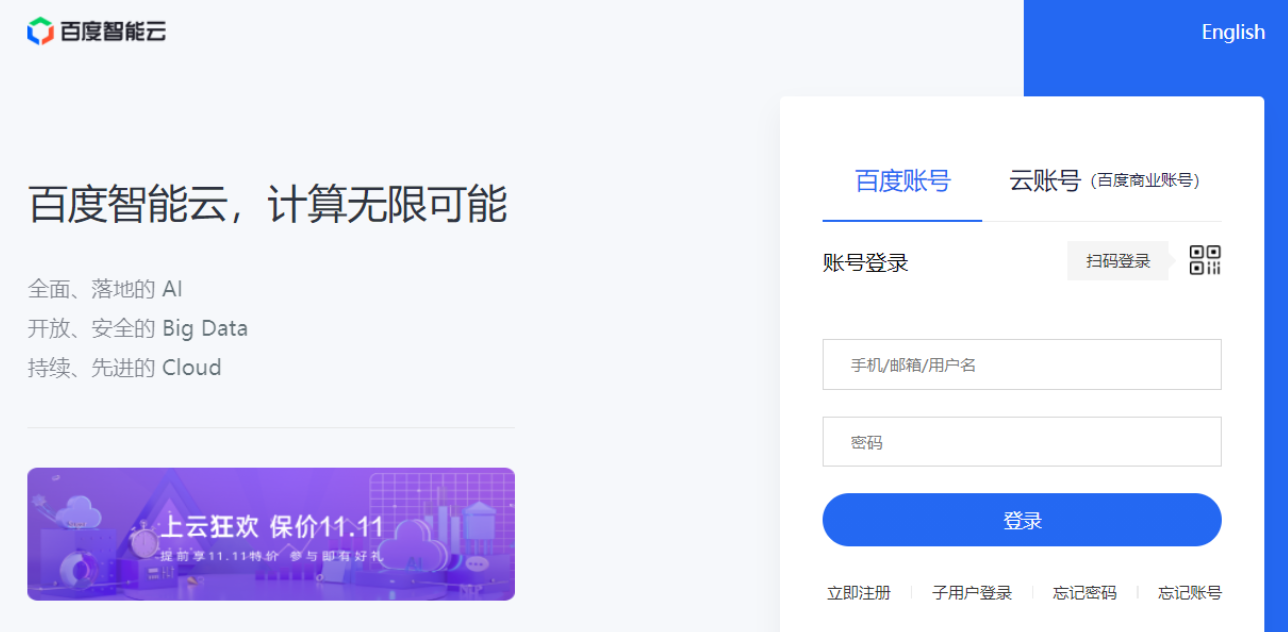 百度智能云
English
百度智能云，计算无限可能
全面、落地的 AI
开放、安全的 Big Data
持续、先进的 Cloud
上云狂欢 保价11.11
提前享11.11特价 参与即有好礼
百度账号
云账号（百度商业账号）
账号登录
扫码登录
手机/邮箱/用户名
密码
登录
立即注册
子用户登录
忘记密码
忘记账号